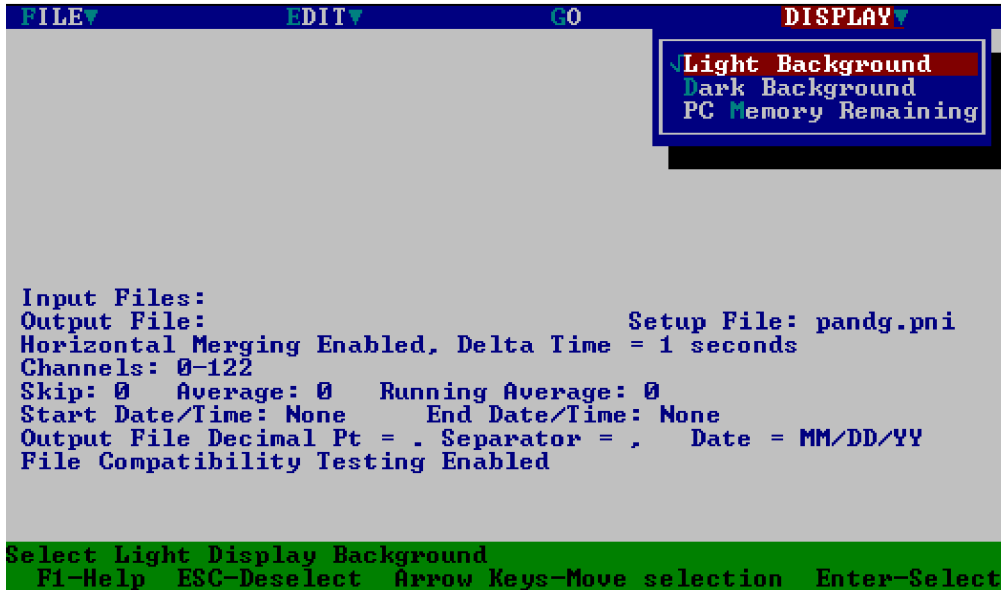 FILE▼ EDIT▼ GO DISPLAY▼
√Light Background
Dark Background
PC Memory Remaining
Input Files:
Output File: Setup File: pandg.pni
Horizontal Merging Enabled, Delta Time = 1 seconds
Channels: 0-122
Skip: 0 Average: 0 Running Average: 0
Start Date/Time: None End Date/Time: None
Output File Decimal Pt = . Separator = , Date = MM/DD/YY
File Compatibility Testing Enabled
Select Light Display Background
F1-Help ESC-Deselect Arrow Keys-Move selection Enter-Select